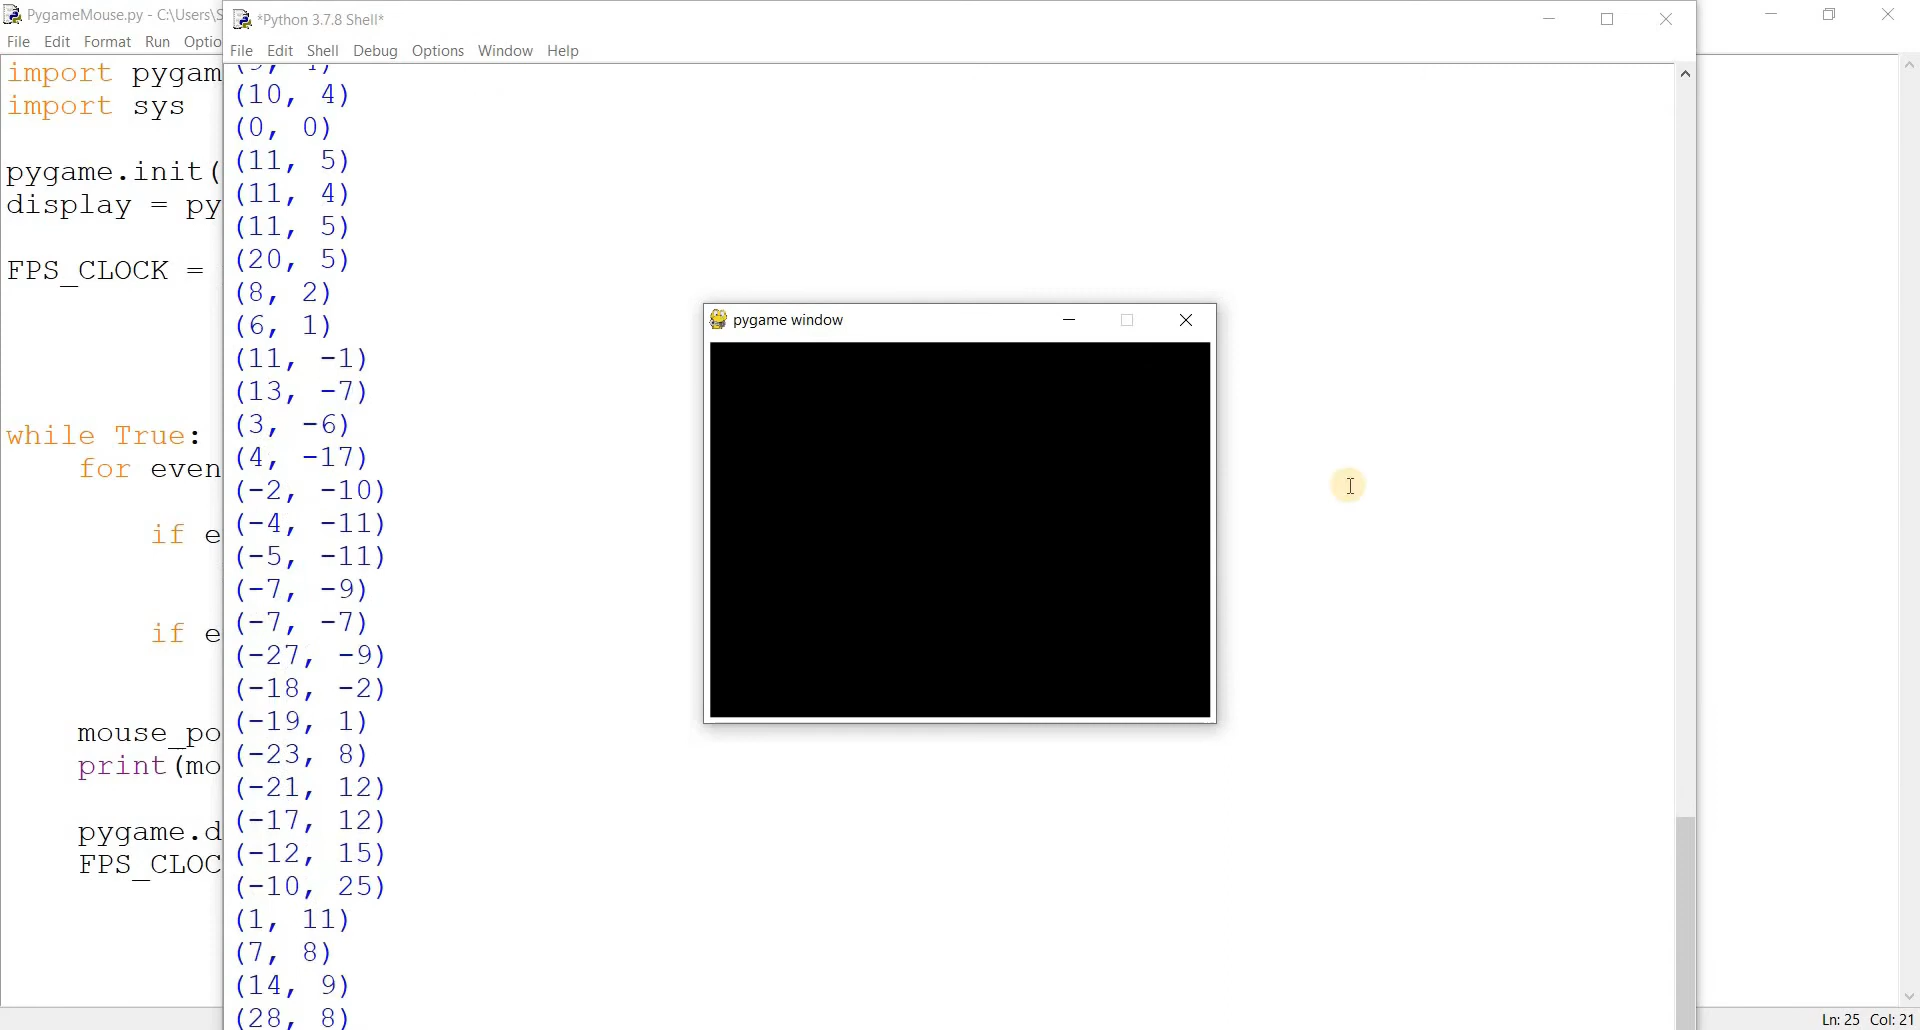 PygameMouse.py - C:\Users\S
File Edit Format Run Optio
import pygam
import sys
pygame.init(
display = py
FPS_CLOCK =
while True:
for even
if e
if e
mouse_po
print(mo
pygame.d
FPS_CLOC
*Python 3.7.8 Shell*
File Edit Shell Debug Options Window Help
(10, 4)
(0, 0)
(11, 5)
(11, 4)
(11, 5)
(20, 5)
(8, 2)
(6, 1)
(11, -1)
(13, -7)
(3, -6)
(4, -17)
(-2, -10)
(-4, -11)
(-5, -11)
(-7, -9)
(-7, -7)
(-27, -9)
(-18, -2)
(-19, 1)
(-23, 8)
(-21, 12)
(-17, 12)
(-12, 15)
(-10, 25)
(1, 11)
(7, 8)
(14, 9)
(28, 8)
pygame window
Ln: 25 Col: 21